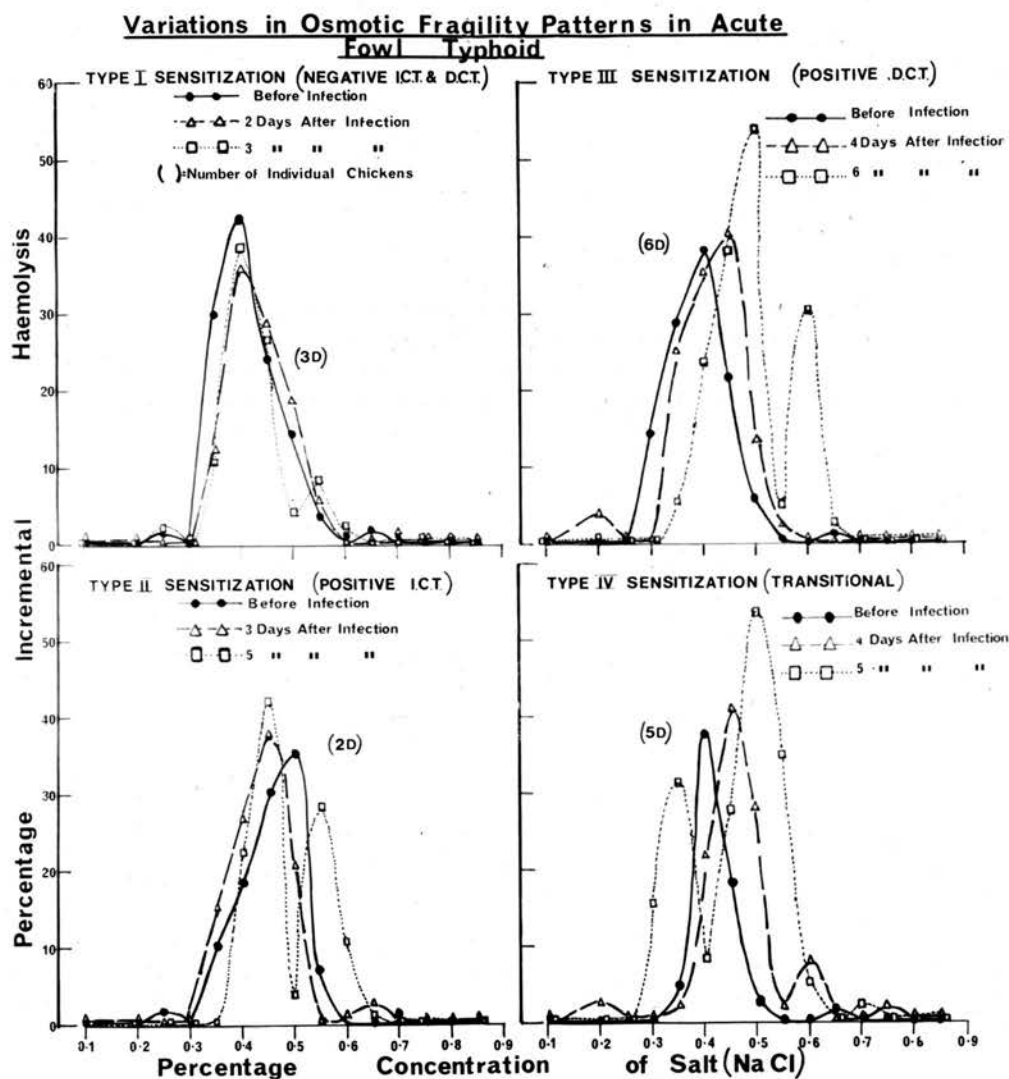 Variations in Osmotic Fragility Patterns in Acute
Fowl Typhoid
TYPE I SENSITIZATION (NEGATIVE I.C.T. & D.C.T.)
Before Infection
2 Days After Infection
3 " " "
( )=Number of Individual Chickens
(3D)
60
50
40
30
20
10
0
TYPE III SENSITIZATION (POSITIVE .D.C.T.)
Before Infection
4 Days After Infection
6 " " "
(6D)
TYPE II SENSITIZATION (POSITIVE I.C.T.)
Before Infection
3 Days After Infection
5 " " "
(2D)
60
50
40
30
20
10
0
TYPE IV SENSITIZATION (TRANSITIONAL)
Before Infection
4 Days After Infection
5 " " "
(5D)
0·1 0·2 0·3 0·4 0·5 0·6 0·7 0·8 0·9
0·1 0·2 0·3 0·4 0·5 0·6 0·7 0·8 0·9
Percentage Incremental Haemolysis
Percentage Concentration of Salt (NaCl)